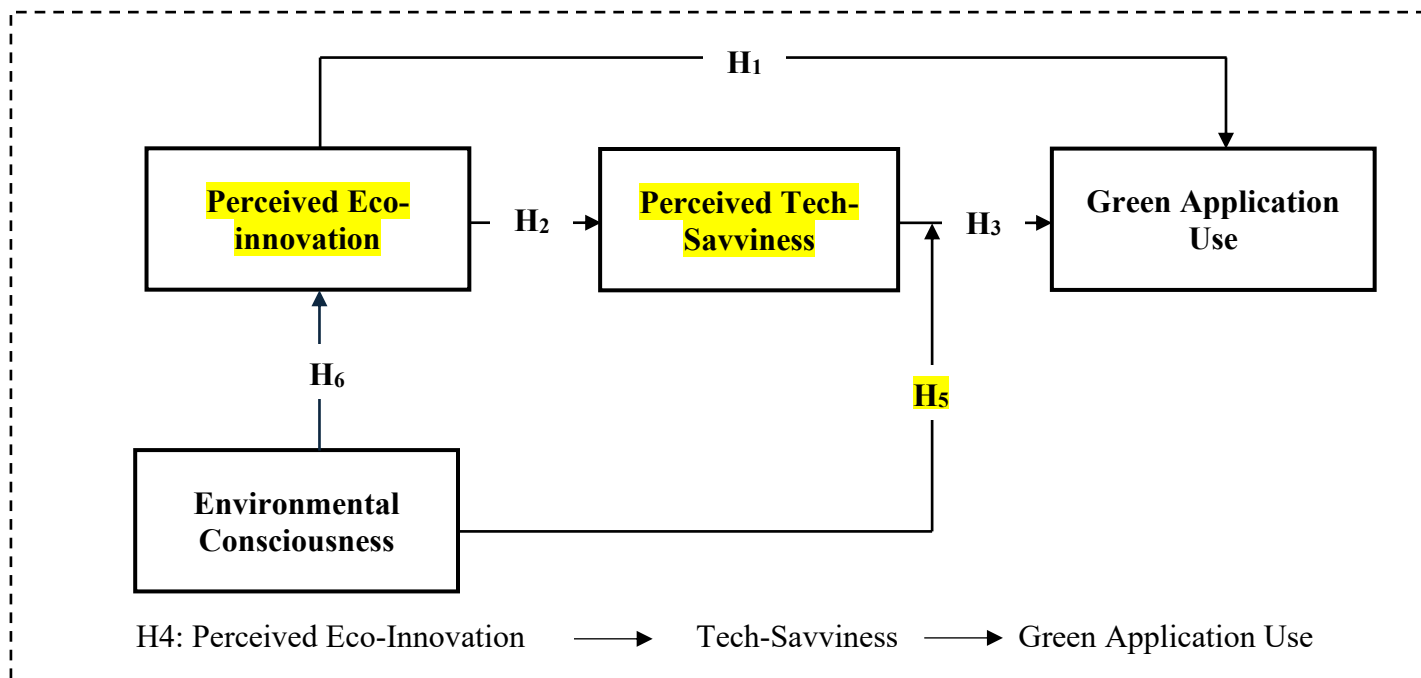 H₁
Perceived Eco-
innovation
H₂
Perceived Tech-
Savviness
H₃
Green Application
Use
H₆
H₅
Environmental
Consciousness
H4: Perceived Eco-Innovation → Tech-Savviness → Green Application Use